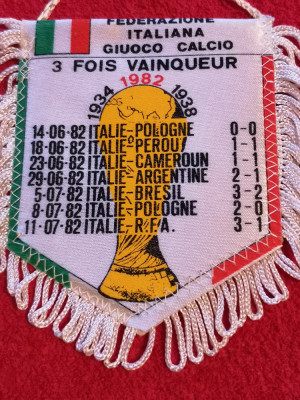 FEDERAZIONE
ITALIANA
GIUOCO CALCIO
3 FOIS VAINQUEUR
1934 1982 1938
14-06-82 ITALIE-POLOGNE 0-0
18-06-82 ITALIE-PEROU 1-1
23-06-82 ITALIE-CAMEROUN 1-1
29-06-82 ITALIE-ARGENTINE 2-1
5-07-82 ITALIE-BRESIL 3-2
8-07-82 ITALIE-POLOGNE 2-0
11-07-82 ITALIE-R.F.A. 3-1